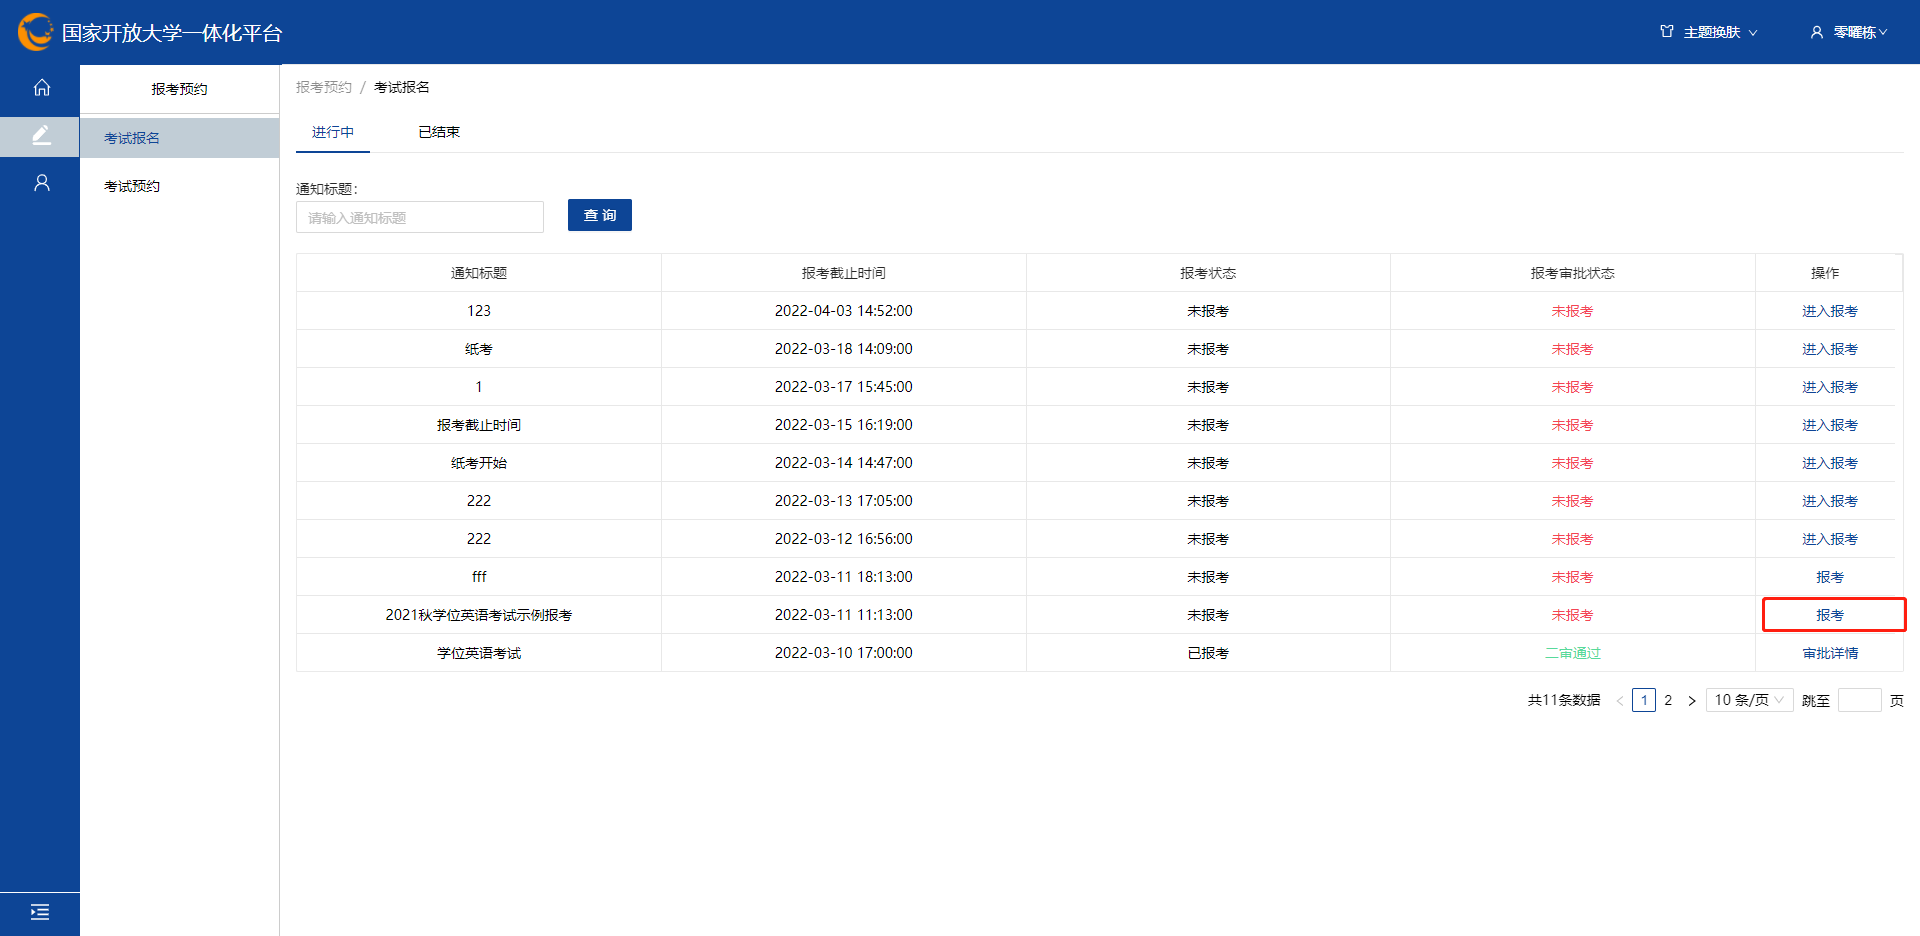 国家开放大学一体化平台
主题换肤
零曜栋
报考预约
考试报名
考试预约
报考预约 / 考试报名
进行中 已结束
通知标题:
请输入通知标题
查 询
通知标题 报考截止时间 报考状态 报考审批状态 操作
123 2022-04-03 14:52:00 未报考 未报考 进入报考
纸考 2022-03-18 14:09:00 未报考 未报考 进入报考
1 2022-03-17 15:45:00 未报考 未报考 进入报考
报考截止时间 2022-03-15 16:19:00 未报考 未报考 进入报考
纸考开始 2022-03-14 14:47:00 未报考 未报考 进入报考
222 2022-03-13 17:05:00 未报考 未报考 进入报考
222 2022-03-12 16:56:00 未报考 未报考 进入报考
fff 2022-03-11 18:13:00 未报考 未报考 报考
2021秋学位英语考试示例报考 2022-03-11 11:13:00 未报考 未报考 报考
学位英语考试 2022-03-10 17:00:00 已报考 二审通过 审批详情
共11条数据 < 1 2 > 10 条/页 跳至 页